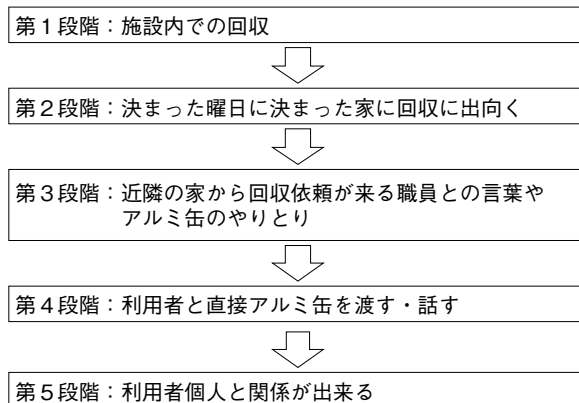 第１段階：施設内での回収
第２段階：決まった曜日に決まった家に回収に出向く
第３段階：近隣の家から回収依頼が来る職員との言葉や
アルミ缶のやりとり
第４段階：利用者と直接アルミ缶を渡す・話す
第５段階：利用者個人と関係が出来る